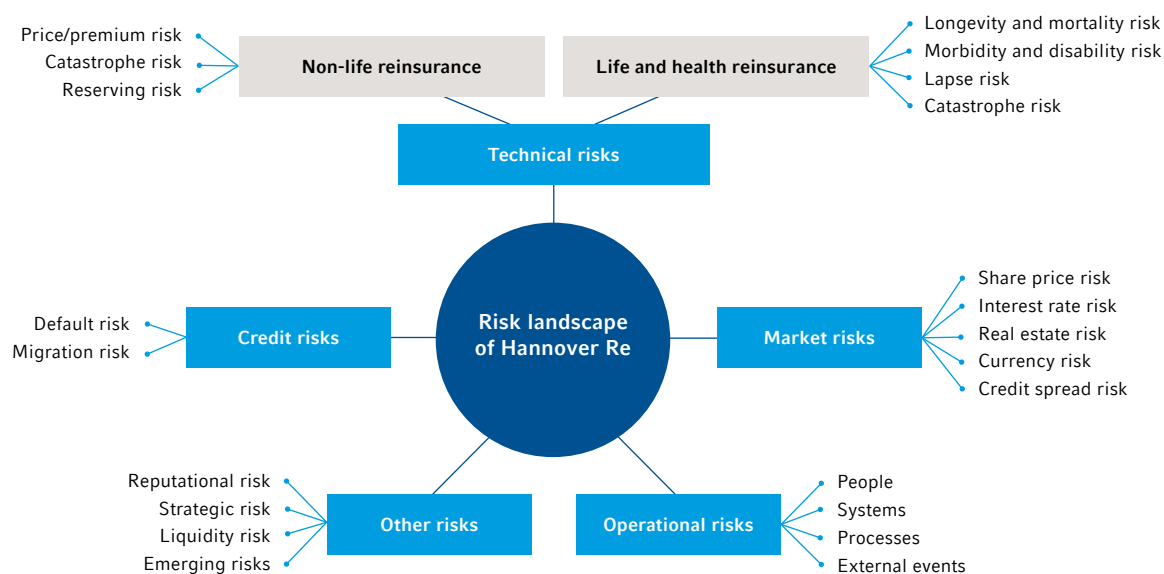 Price/premium risk
Catastrophe risk
Reserving risk
Non-life reinsurance
Life and health reinsurance
Longevity and mortality risk
Morbidity and disability risk
Lapse risk
Catastrophe risk
Technical risks
Default risk
Migration risk
Credit risks
Risk landscape
of Hannover Re
Market risks
Share price risk
Interest rate risk
Real estate risk
Currency risk
Credit spread risk
Reputational risk
Strategic risk
Liquidity risk
Emerging risks
Other risks
Operational risks
People
Systems
Processes
External events